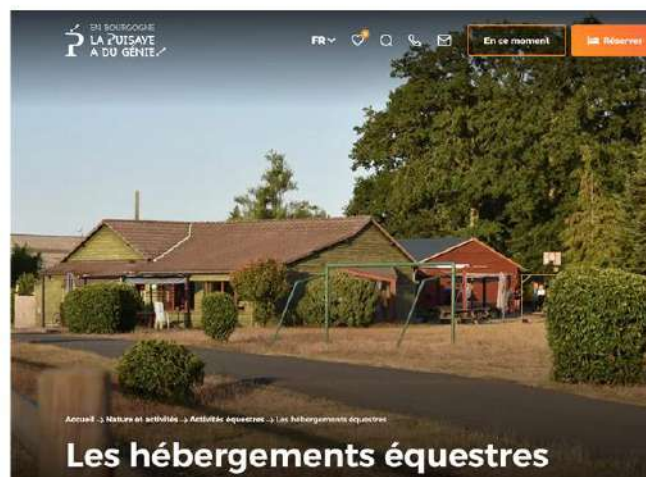 EN BOURGOGNE
LA PUISAYE
A DU GÉNIE
FR
En ce moment
Réserver
Accueil -> Nature et activités -> Activités équestres -> Les hébergements équestres
Les hébergements équestres